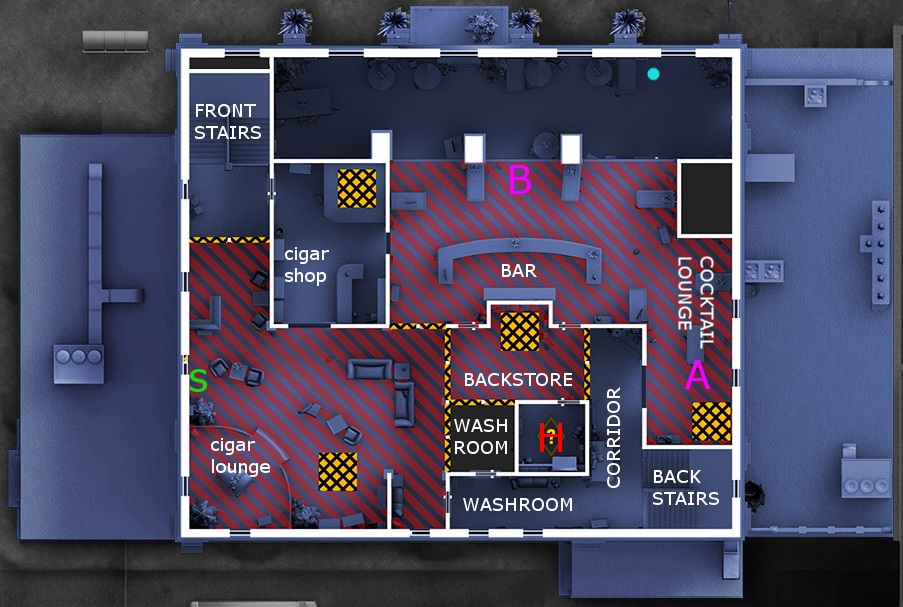 FRONT
STAIRS
B
cigar
shop
BAR
COCKTAIL
LOUNGE
S
A
BACKSTORE
cigar
lounge
WASH
ROOM
?
H
CORRIDOR
WASHROOM
BACK
STAIRS